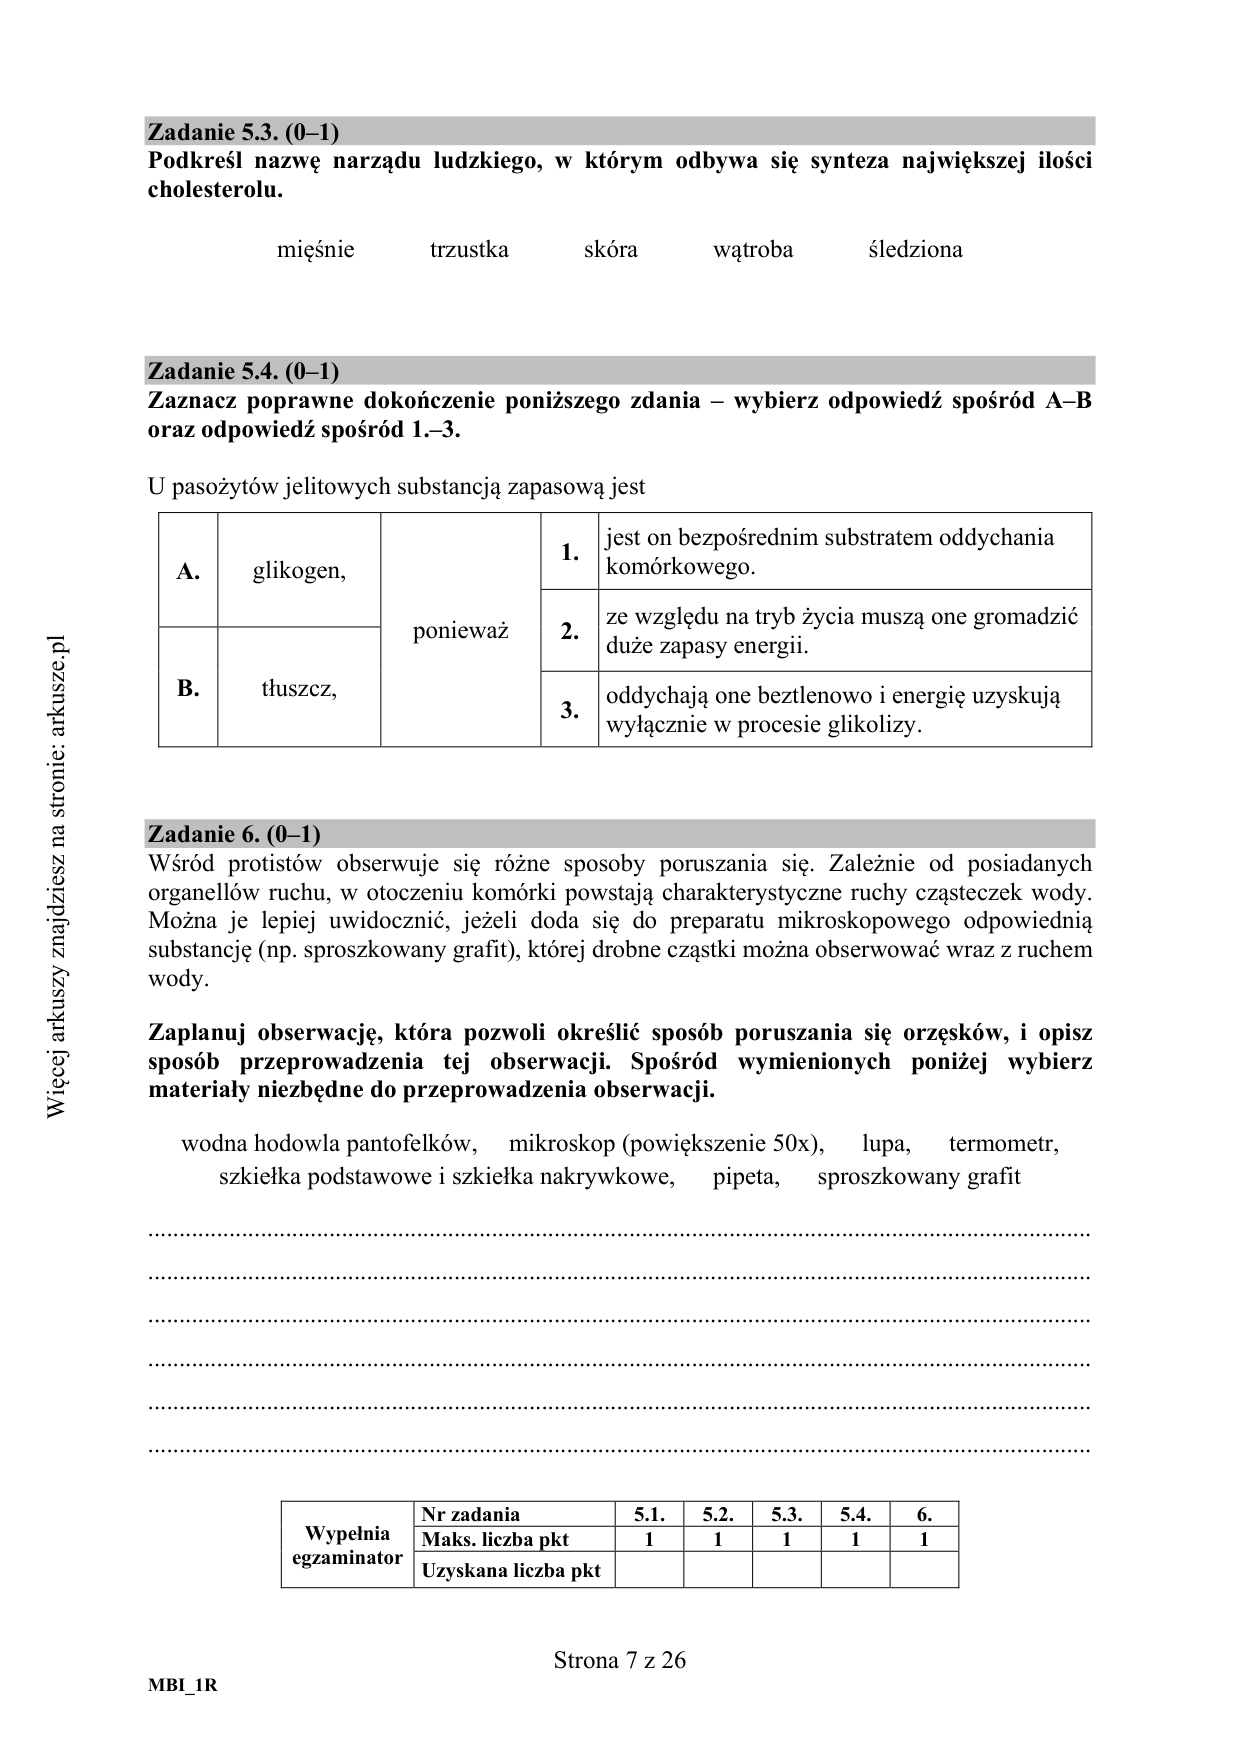 Zadanie 5.3. (0–1)
Podkreśl nazwę narządu ludzkiego, w którym odbywa się synteza największej ilości
cholesterolu.
mięśnie trzustka skóra wątroba śledziona
Zadanie 5.4. (0–1)
Zaznacz poprawne dokończenie poniższego zdania – wybierz odpowiedź spośród A–B
oraz odpowiedź spośród 1.–3.
U pasożytów jelitowych substancją zapasową jest
A. glikogen,
B. tłuszcz,
ponieważ
1. jest on bezpośrednim substratem oddychania
komórkowego.
2. ze względu na tryb życia muszą one gromadzić
duże zapasy energii.
3. oddychają one beztlenowo i energię uzyskują
wyłącznie w procesie glikolizy.
Zadanie 6. (0–1)
Wśród protistów obserwuje się różne sposoby poruszania się. Zależnie od posiadanych
organellów ruchu, w otoczeniu komórki powstają charakterystyczne ruchy cząsteczek wody.
Można je lepiej uwidocznić, jeżeli doda się do preparatu mikroskopowego odpowiednią
substancję (np. sproszkowany grafit), której drobne cząstki można obserwować wraz z ruchem
wody.
Zaplanuj obserwację, która pozwoli określić sposób poruszania się orzęsków, i opisz
sposób przeprowadzenia tej obserwacji. Spośród wymienionych poniżej wybierz
materiały niezbędne do przeprowadzenia obserwacji.
wodna hodowla pantofelków, mikroskop (powiększenie 50x), lupa, termometr,
szkiełka podstawowe i szkiełka nakrywkowe, pipeta, sproszkowany grafit
Wypełnia
egzaminator
Nr zadania 5.1. 5.2. 5.3. 5.4. 6.
Maks. liczba pkt 1 1 1 1 1
Uzyskana liczba pkt
Strona 7 z 26
MBI_1R
Więcej arkuszy znajdziesz na stronie: arkusze.pl